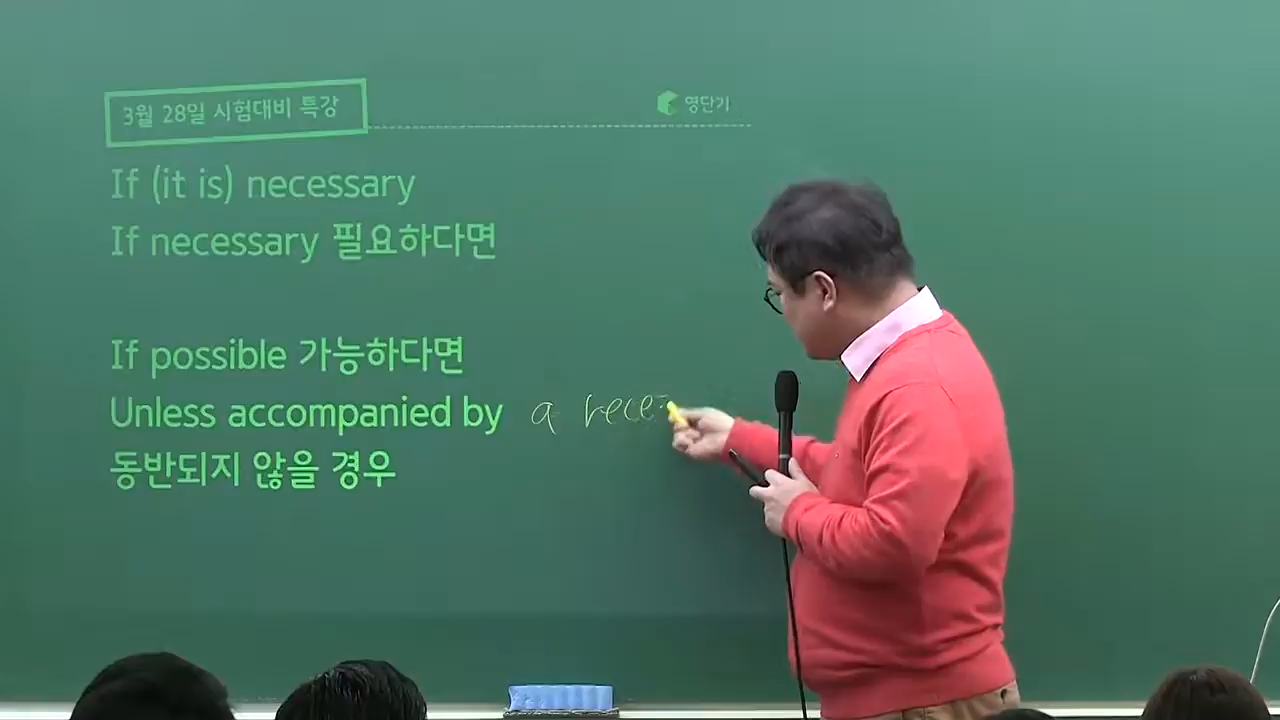 3월 28일 시험대비 특강
영단기
If (it is) necessary
If necessary 필요하다면
If possible 가능하다면
Unless accompanied by a
동반되지 않을 경우